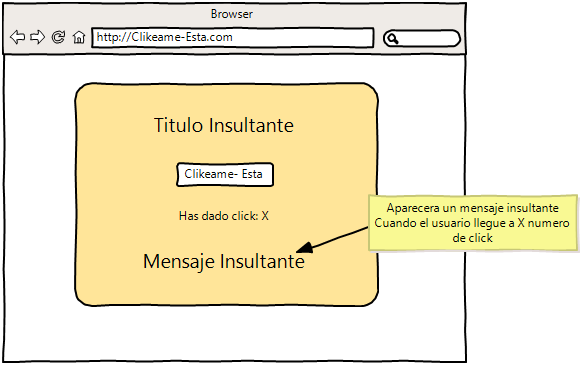 Browser
http://Clikeame-Esta.com
Titulo Insultante
Clikeame- Esta
Has dado click: X
Mensaje Insultante
Aparecera un mensaje insultante
Cuando el usuario llegue a X numero
de click